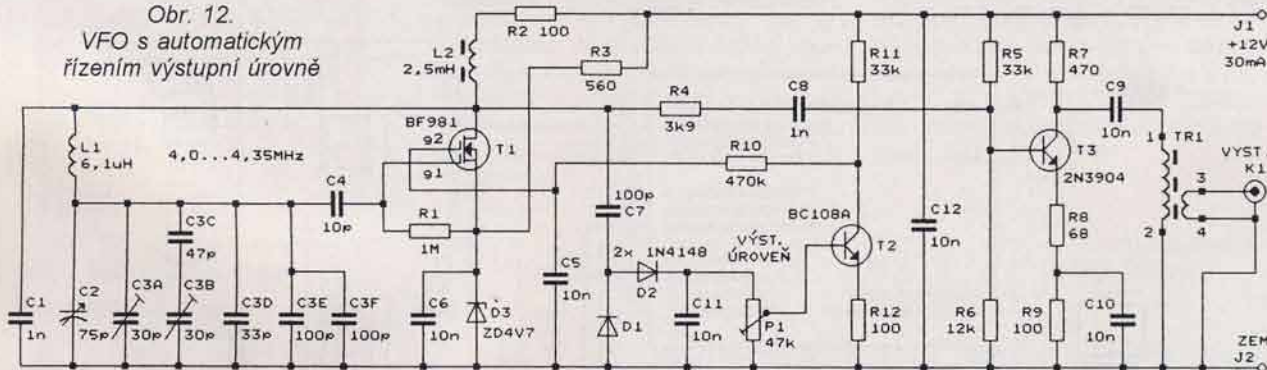 Obr. 12.
VFO s automatickým
řízením výstupní úrovně
R2 100
L2
2,5mH
R3
560
R11
33k
R5
33k
R7
470
J1
+12V
30mA
R4
3k9
C8
1n
C9
10n
BF981
g2
g1
T1
L1
6,1uH
4,0...4,35MHz
R10
470k
T3
2N3904
1
TR1
2
3
4
VÝST.
K1
C4
10p
R1
1M
C3C
47p
100p
C7
BC108A
T2
C12
10n
R8
68
2x 1N4148
D2
VÝST.
ÚROVEŇ
C5
10n
C1
1n
C2
75p
C3A
30p
C3B
30p
C3D
33p
C3E
100p
C3F
100p
C6
10n
D3
ZD4V7
D1
C11
10n
P1
47k
R12
100
R6
12k
R9
100
C10
10n
ZEM
J2